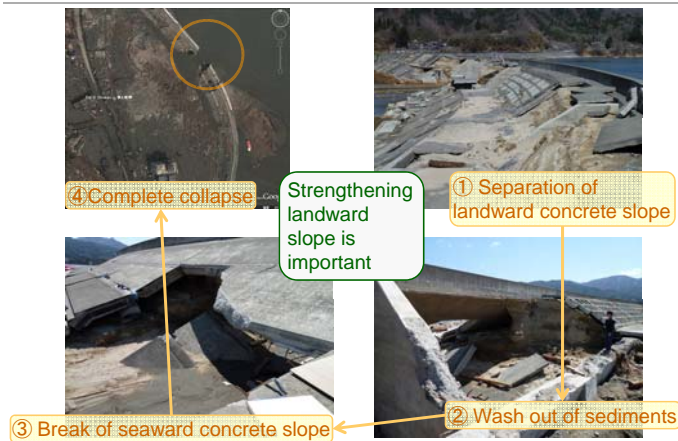 ④Complete collapse
Strengthening
landward
slope is
important
① Separation of
landward concrete slope
③ Break of seaward concrete slope
② Wash out of sediments